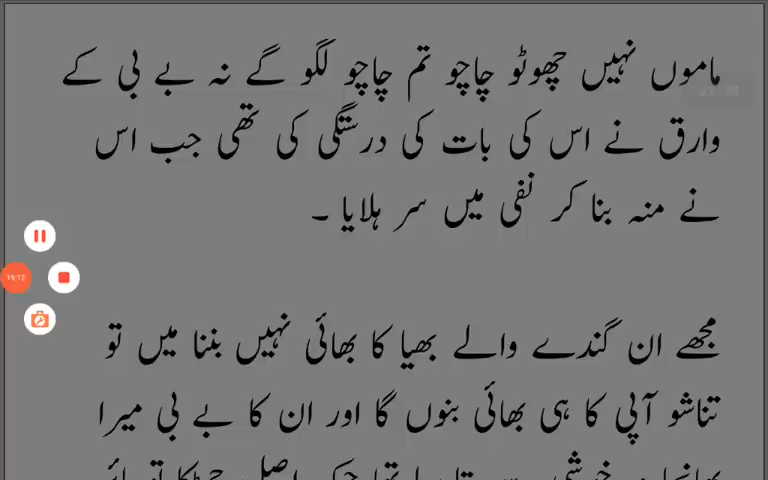 ماموں نہیں چھوٹو چاچو تم چاچو لگو گے نہ بے بی کے
وارق نے اس کی بات کی درستگی کی تھی جب اس
نے منہ بنا کر نفی میں سر ہلایا ۔
19:12
مجھے ان گندے والے بھیا کا بھائی نہیں بننا میں تو
تناشو آپی کا ہی بھائی بنوں گا اور ان کا بے بی میرا